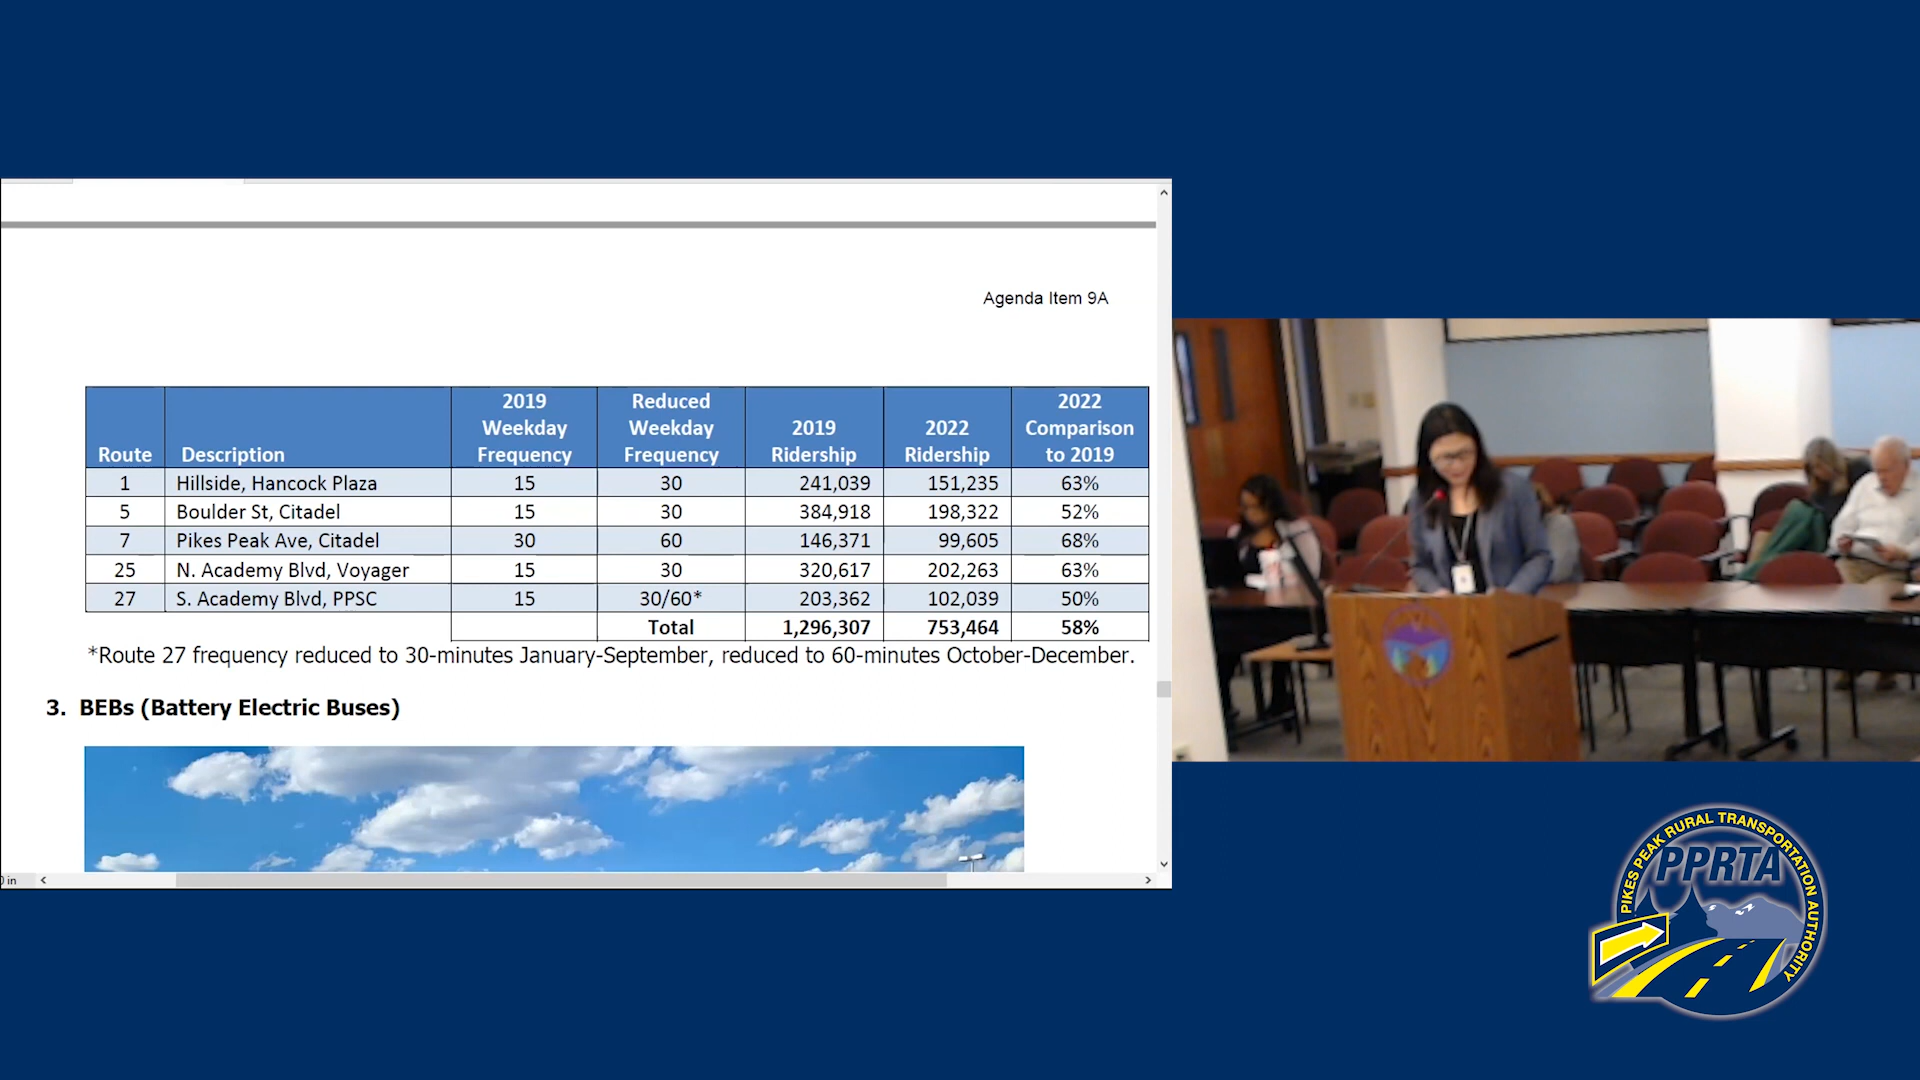 Agenda Item 9A
Route Description 2019 Weekday Frequency Reduced Weekday Frequency 2019 Ridership 2022 Ridership 2022 Comparison to 2019
1 Hillside, Hancock Plaza 15 30 241,039 151,235 63%
5 Boulder St, Citadel 15 30 384,918 198,322 52%
7 Pikes Peak Ave, Citadel 30 60 146,371 99,605 68%
25 N. Academy Blvd, Voyager 15 30 320,617 202,263 63%
27 S. Academy Blvd, PPSC 15 30/60* 203,362 102,039 50%
Total 1,296,307 753,464 58%
*Route 27 frequency reduced to 30-minutes January-September, reduced to 60-minutes October-December.
3. BEBs (Battery Electric Buses)
in
PIKES PEAK RURAL TRANSPORTATION AUTHORITY
PPRTA